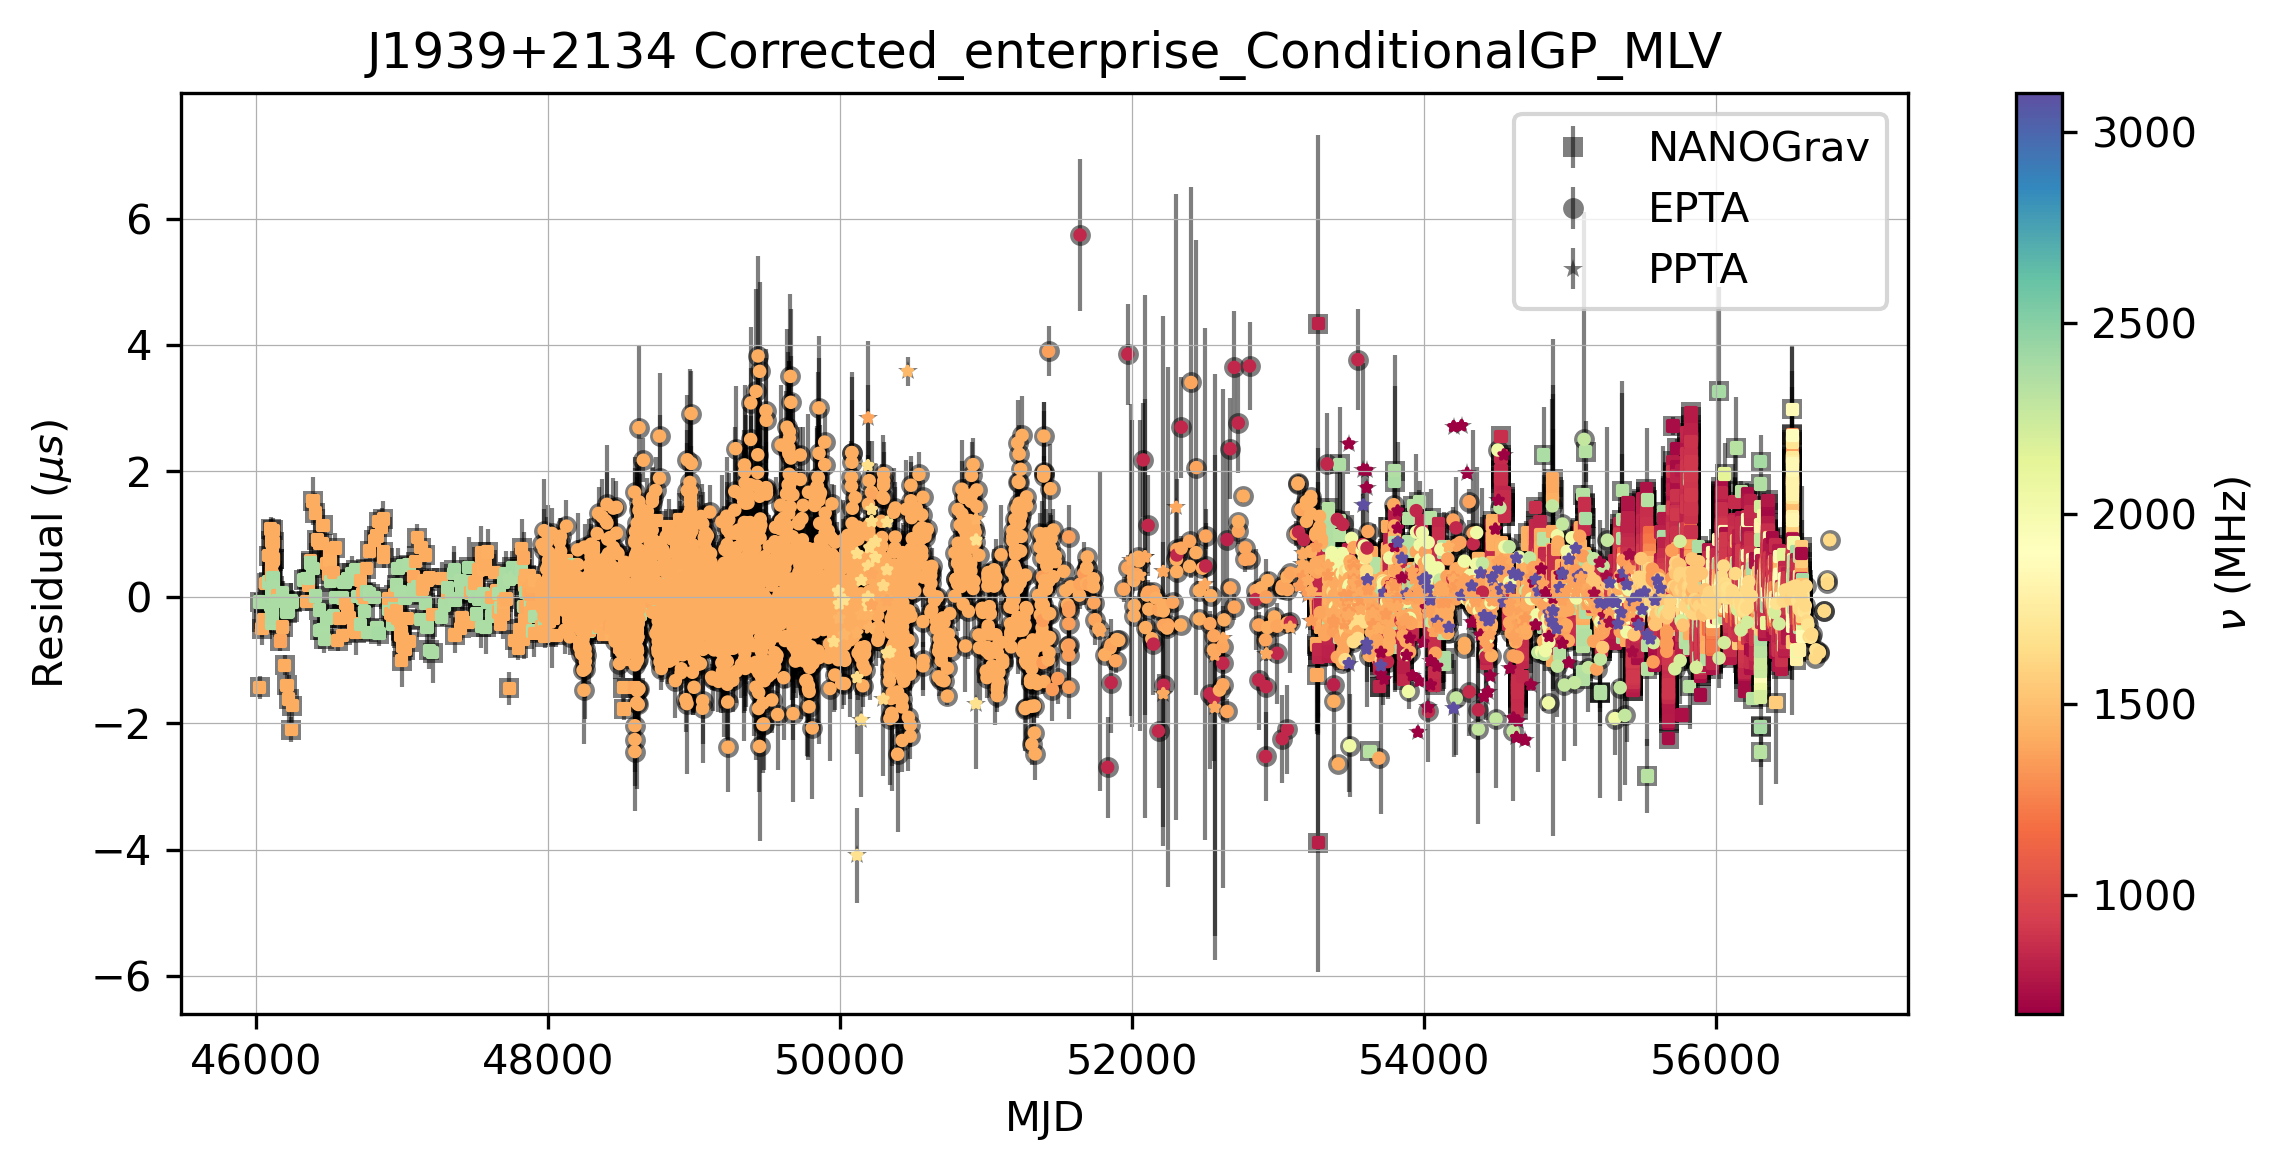 J1939+2134 Corrected_enterprise_ConditionalGP_MLV
NANOGrav
EPTA
PPTA
Residual (μs)
6
4
2
0
−2
−4
−6
46000
48000
50000
52000
54000
56000
MJD
3000
2500
2000
1500
1000
ν (MHz)